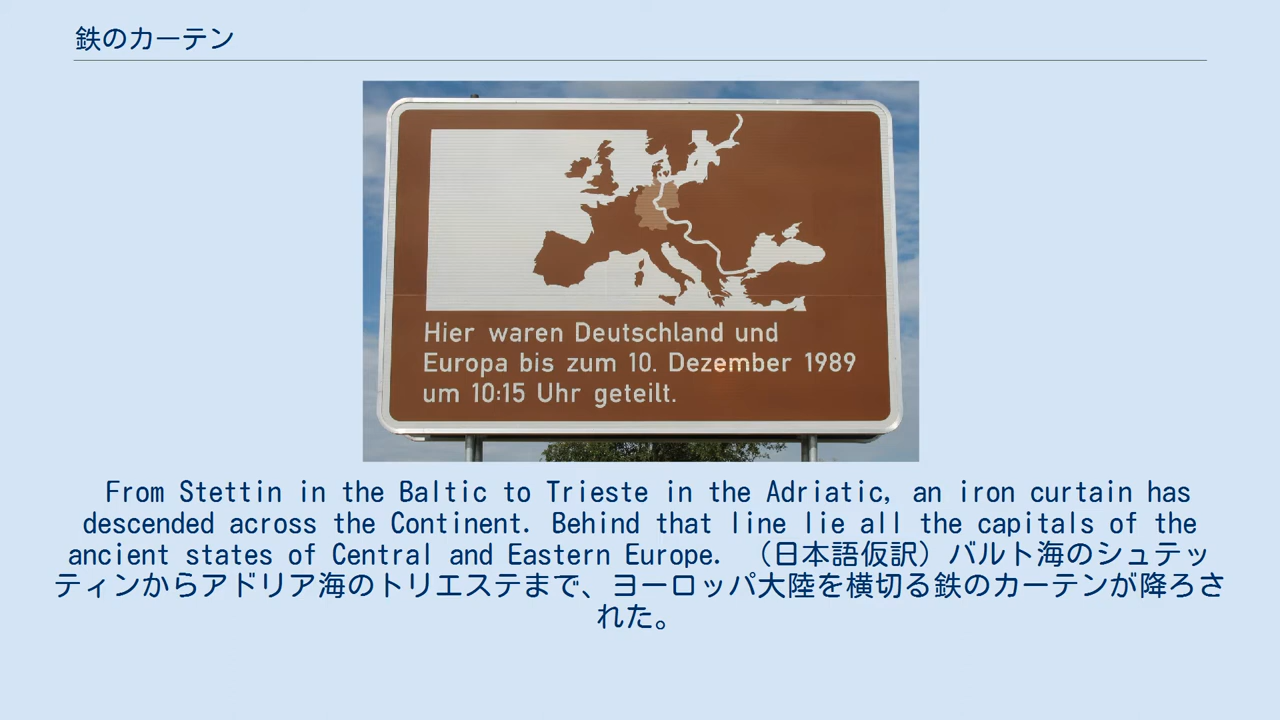 鉄のカーテン
Hier waren Deutschland und
Europa bis zum 10. Dezember 1989
um 10:15 Uhr geteilt.
From Stettin in the Baltic to Trieste in the Adriatic, an iron curtain has
descended across the Continent. Behind that line lie all the capitals of the
ancient states of Central and Eastern Europe. （日本語仮訳）バルト海のシュテッ
ティンからアドリア海のトリエステまで、ヨーロッパ大陸を横切る鉄のカーテンが降ろさ
れた。